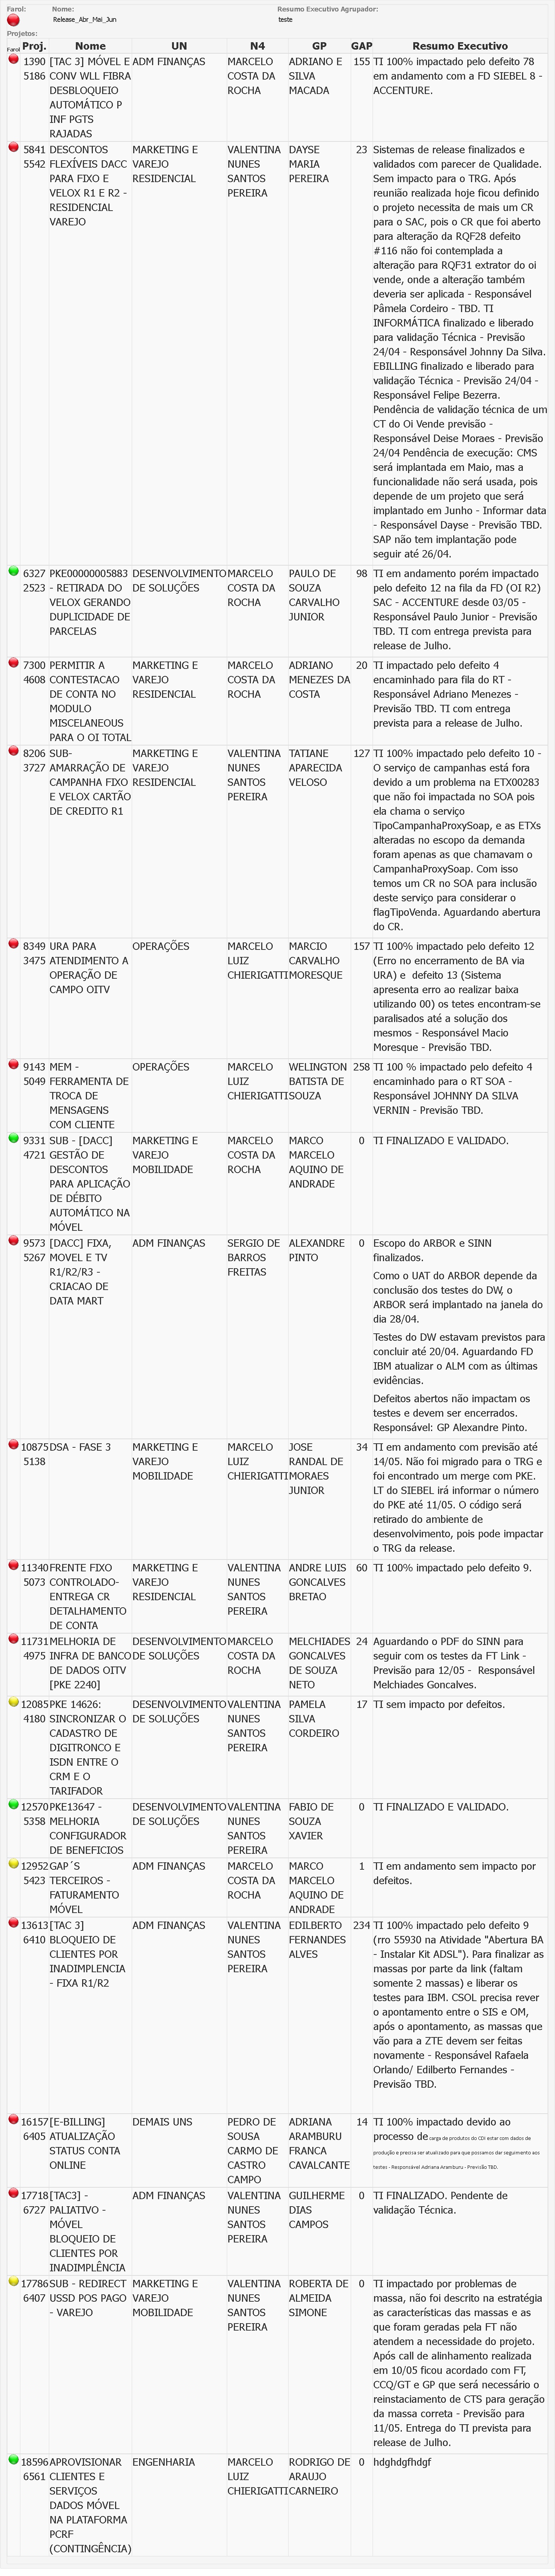 Farol:
Nome:
Resumo Executivo Agrupador:
Release_Abr_Mai_Jun
teste
Projetos:
Farol Proj. Nome UN N4 GP GAP Resumo Executivo
1390
5186
[TAC 3] MÓVEL E
CONV WLL FIBRA
DESBLOQUEIO
AUTOMÁTICO P
INF PGTS
RAJADAS
ADM FINANÇAS
MARCELO
COSTA DA
ROCHA
ADRIANO E
SILVA
MACADA
155
TI 100% impactado pelo defeito 78
em andamento com a FD SIEBEL 8 -
ACCENTURE.
5841
5542
DESCONTOS
FLEXÍVEIS DACC
PARA FIXO E
VELOX R1 E R2 -
RESIDENCIAL
VAREJO
MARKETING E
VAREJO
RESIDENCIAL
VALENTINA
NUNES
SANTOS
PEREIRA
DAYSE
MARIA
PEREIRA
23
Sistemas de release finalizados e
validados com parecer de Qualidade.
Sem impacto para o TRG. Após
reunião realizada hoje ficou definido
o projeto necessita de mais um CR
para o SAC, pois o CR que foi aberto
para alteração da RQF28 defeito
#116 não foi contemplada a
alteração para RQF31 extrator do oi
vende, onde a alteração também
deveria ser aplicada - Responsável
Pâmela Cordeiro - TBD. TI
INFORMÁTICA finalizado e liberado
para validação Técnica - Previsão
24/04 - Responsável Johnny Da Silva.
EBILLING finalizado e liberado para
validação Técnica - Previsão 24/04 -
Responsável Felipe Bezerra.
Pendência de validação técnica de um
CT do Oi Vende previsão -
Responsável Deise Moraes - Previsão
24/04 Pendência de execução: CMS
será implantada em Maio, mas a
funcionalidade não será usada, pois
depende de um projeto que será
implantado em Junho - Informar data
- Responsável Dayse - Previsão TBD.
SAP não tem implantação pode
seguir até 26/04.
6327
2523
PKE00000005883
- RETIRADA DO
VELOX GERANDO
DUPLICIDADE DE
PARCELAS
DESENVOLVIMENTO
DE SOLUÇÕES
MARCELO
COSTA DA
ROCHA
PAULO DE
SOUZA
CARVALHO
JUNIOR
98
TI em andamento porém impactado
pelo defeito 12 na fila da FD (OI R2)
SAC - ACCENTURE desde 03/05 -
Responsável Paulo Junior - Previsão
TBD. TI com entrega prevista para
release de Julho.
7300
4608
PERMITIR A
CONTESTACAO
DE CONTA NO
MODULO
MISCELANEOUS
PARA O OI TOTAL
MARKETING E
VAREJO
RESIDENCIAL
MARCELO
COSTA DA
ROCHA
ADRIANO
MENEZES DA
COSTA
20
TI impactado pelo defeito 4
encaminhado para fila do RT -
Responsável Adriano Menezes -
Previsão TBD. TI com entrega
prevista para a release de Julho.
8206
3727
SUB-
AMARRAÇÃO DE
CAMPANHA FIXO
E VELOX CARTÃO
DE CREDITO R1
MARKETING E
VAREJO
RESIDENCIAL
VALENTINA
NUNES
SANTOS
PEREIRA
TATIANE
APARECIDA
VELOSO
127
TI 100% impactado pelo defeito 10 -
O serviço de campanhas está fora
devido a um problema na ETX00283
que não foi impactada no SOA pois
ela chama o serviço
TipoCampanhaProxySoap, e as ETXs
alteradas no escopo da demanda
foram apenas as que chamavam o
CampanhaProxySoap. Com isso
temos um CR no SOA para inclusão
deste serviço para considerar o
flagTipoVenda. Aguardando abertura
do CR.
8349
3475
URA PARA
ATENDIMENTO A
OPERAÇÃO DE
CAMPO OITV
OPERAÇÕES
MARCELO
LUIZ
CHIERIGATTI
MARCIO
CARVALHO
MORESQUE
157
TI 100% impactado pelo defeito 12
(Erro no encerramento de BA via
URA) e  defeito 13 (Sistema
apresenta erro ao realizar baixa
utilizando 00) os tetes encontram-se
paralisados até a solução dos
mesmos - Responsável Macio
Moresque - Previsão TBD.
9143
5049
MEM -
FERRAMENTA DE
TROCA DE
MENSAGENS
COM CLIENTE
OPERAÇÕES
MARCELO
LUIZ
CHIERIGATTI
WELINGTON
BATISTA DE
SOUZA
258
TI 100 % impactado pelo defeito 4
encaminhado para o RT SOA -
Responsável JOHNNY DA SILVA
VERNIN - Previsão TBD.
9331
4721
SUB - [DACC]
GESTÃO DE
DESCONTOS
PARA APLICAÇÃO
DE DÉBITO
AUTOMÁTICO NA
MÓVEL
MARKETING E
VAREJO
MOBILIDADE
MARCELO
COSTA DA
ROCHA
MARCO
MARCELO
AQUINO DE
ANDRADE
0
TI FINALIZADO E VALIDADO.
9573
5267
[DACC] FIXA,
MOVEL E TV
R1/R2/R3 -
CRIACAO DE
DATA MART
ADM FINANÇAS
SERGIO DE
BARROS
FREITAS
ALEXANDRE
PINTO
0
Escopo do ARBOR e SINN
finalizados.
Como o UAT do ARBOR depende da
conclusão dos testes do DW, o
ARBOR será implantado na janela do
dia 28/04.
Testes do DW estavam previstos para
concluir até 20/04. Aguardando FD
IBM atualizar o ALM com as últimas
evidências.
Defeitos abertos não impactam os
testes e devem ser encerrados.
Responsável: GP Alexandre Pinto.
10875
5138
DSA - FASE 3
MARKETING E
VAREJO
MOBILIDADE
MARCELO
LUIZ
CHIERIGATTI
JOSE
RANDAL DE
MORAES
JUNIOR
34
TI em andamento com previsão até
14/05. Não foi migrado para o TRG e
foi encontrado um merge com PKE.
LT do SIEBEL irá informar o número
do PKE até 11/05. O código será
retirado do ambiente de
desenvolvimento, pois pode impactar
o TRG da release.
11340
5073
FRENTE FIXO
CONTROLADO-
ENTREGA CR
DETALHAMENTO
DE CONTA
MARKETING E
VAREJO
RESIDENCIAL
VALENTINA
NUNES
SANTOS
PEREIRA
ANDRE LUIS
GONCALVES
BRETAO
60
TI 100% impactado pelo defeito 9.
11731
4975
MELHORIA DE
INFRA DE BANCO
DE DADOS OITV
[PKE 2240]
DESENVOLVIMENTO
DE SOLUÇÕES
MARCELO
COSTA DA
ROCHA
MELCHIADES
GONCALVES
DE SOUZA
NETO
24
Aguardando o PDF do SINN para
seguir com os testes da FT Link -
Previsão para 12/05 -  Responsável
Melchiades Goncalves.
12085
4180
PKE 14626:
SINCRONIZAR O
CADASTRO DE
DIGITRONCO E
ISDN ENTRE O
CRM E O
TARIFADOR
DESENVOLVIMENTO
DE SOLUÇÕES
VALENTINA
NUNES
SANTOS
PEREIRA
PAMELA
SILVA
CORDEIRO
17
TI sem impacto por defeitos.
12570
5358
PKE13647 -
MELHORIA
CONFIGURADOR
DE BENEFICIOS
DESENVOLVIMENTO
DE SOLUÇÕES
VALENTINA
NUNES
SANTOS
PEREIRA
FABIO DE
SOUZA
XAVIER
0
TI FINALIZADO E VALIDADO.
12952
5423
GAP´S
TERCEIROS -
FATURAMENTO
MÓVEL
ADM FINANÇAS
MARCELO
COSTA DA
ROCHA
MARCO
MARCELO
AQUINO DE
ANDRADE
1
TI em andamento sem impacto por
defeitos.
13613
6410
[TAC 3]
BLOQUEIO DE
CLIENTES POR
INADIMPLENCIA
- FIXA R1/R2
ADM FINANÇAS
VALENTINA
NUNES
SANTOS
PEREIRA
EDILBERTO
FERNANDES
ALVES
234
TI 100% impactado pelo defeito 9
(rro 55930 na Atividade "Abertura BA
- Instalar Kit ADSL"). Para finalizar as
massas por parte da link (faltam
somente 2 massas) e liberar os
testes para IBM. CSOL precisa rever
o apontamento entre o SIS e OM,
após o apontamento, as massas que
vão para a ZTE devem ser feitas
novamente - Responsável Rafaela
Orlando/ Edilberto Fernandes -
Previsão TBD.
16157
6405
[E-BILLING]
ATUALIZAÇÃO
STATUS CONTA
ONLINE
DEMAIS UNS
PEDRO DE
SOUSA
CARMO DE
CASTRO
CAMPO
ADRIANA
ARAMBURU
FRANCA
CAVALCANTE
14
TI 100% impactado devido ao
processo de carga de produtos do CDI estar com dados de
produção e precisa ser atualizado para que possamos dar seguimento aos
testes - Responsável Adriana Aramburu - Previsão TBD.
17718
6727
[TAC3] -
PALIATIVO -
MÓVEL
BLOQUEIO DE
CLIENTES POR
INADIMPLÊNCIA
ADM FINANÇAS
VALENTINA
NUNES
SANTOS
PEREIRA
GUILHERME
DIAS
CAMPOS
0
TI FINALIZADO. Pendente de
validação Técnica.
17786
6407
SUB - REDIRECT
USSD POS PAGO
- VAREJO
MARKETING E
VAREJO
MOBILIDADE
VALENTINA
NUNES
SANTOS
PEREIRA
ROBERTA DE
ALMEIDA
SIMONE
0
TI impactado por problemas de
massa, não foi descrito na estratégia
as características das massas e as
que foram geradas pela FT não
atendem a necessidade do projeto.
Após call de alinhamento realizada
em 10/05 ficou acordado com FT,
CCQ/GT e GP que será necessário o
reinstaciamento de CTS para geração
da massa correta - Previsão para
11/05. Entrega do TI prevista para
release de Julho.
18596
6561
APROVISIONAR
CLIENTES E
SERVIÇOS
DADOS MÓVEL
NA PLATAFORMA
PCRF
(CONTINGÊNCIA)
ENGENHARIA
MARCELO
LUIZ
CHIERIGATTI
RODRIGO DE
ARAUJO
CARNEIRO
0
hdghdgfhdgf